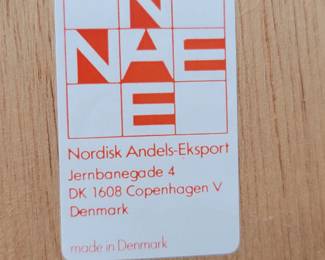 N
NAE
E
Nordisk Andels-Eksport
Jernbanegade 4
DK 1608 Copenhagen V
Denmark
made in Denmark